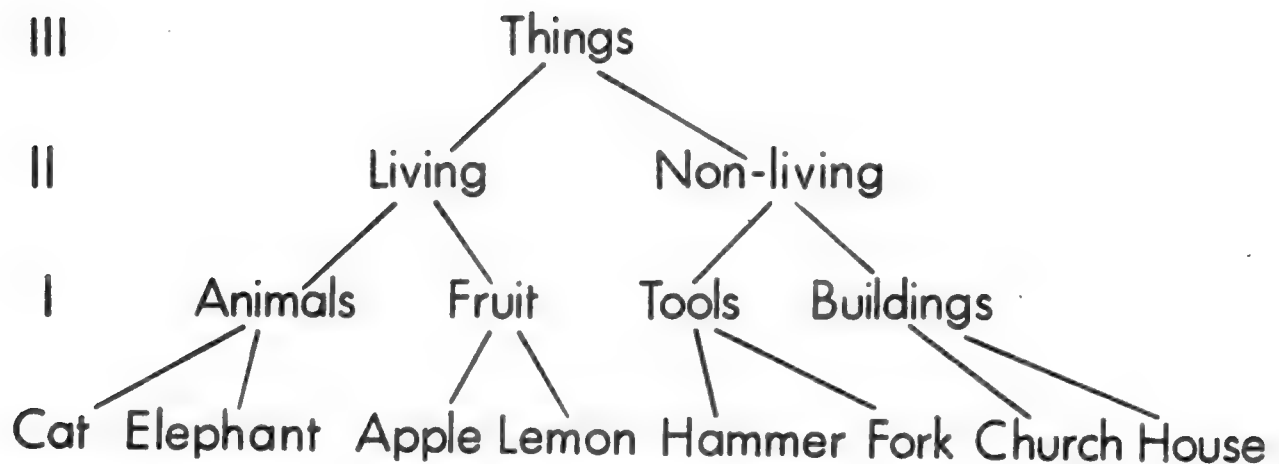 III Things
II Living Non-living
I Animals Fruit Tools Buildings
Cat Elephant Apple Lemon Hammer Fork Church House